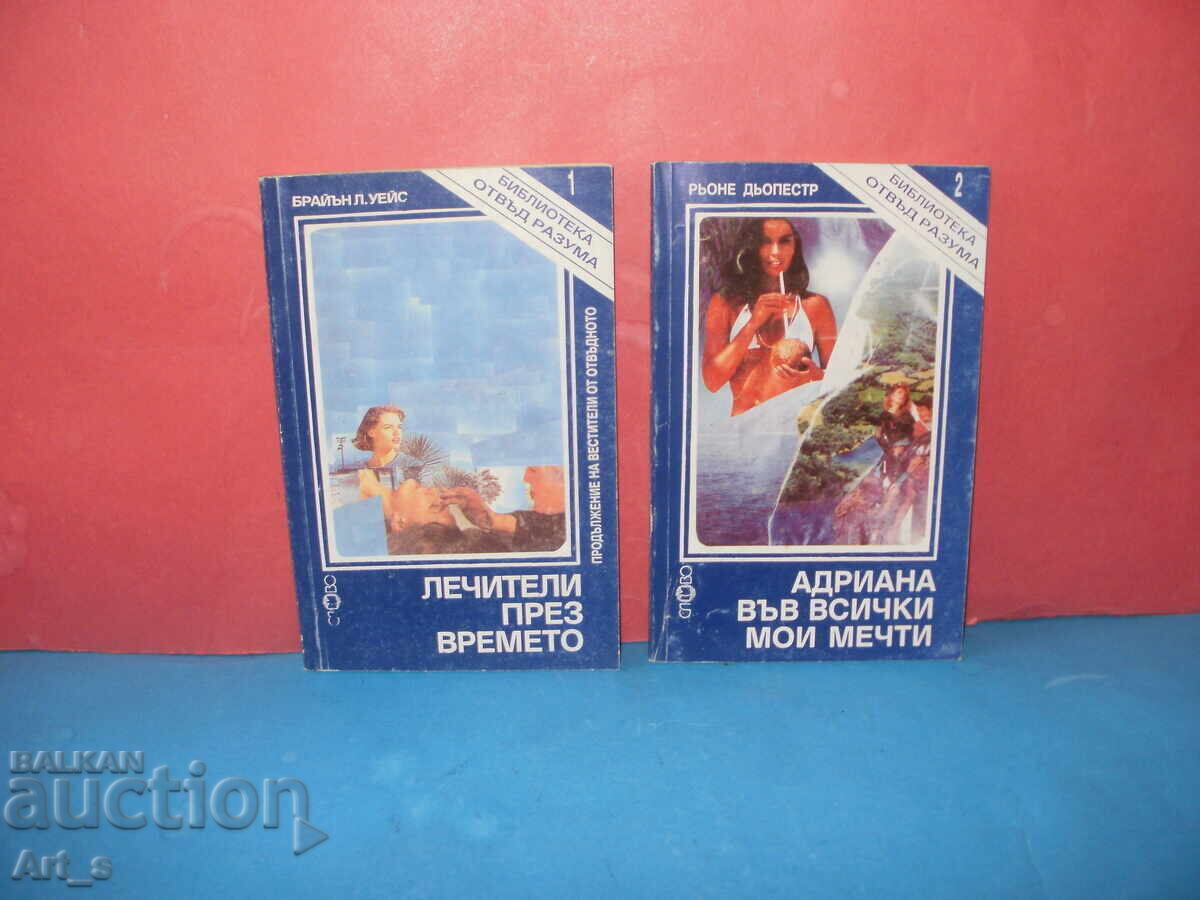 БРАЙЪН Л. УЕЙС
1
БИБЛИОТЕКА
ОТВЪД РАЗУМА
ПРОДЪЛЖЕНИЕ НА ВЕСТИТЕЛИ ОТ ОТВЪДНОТО
СЛОВО
ЛЕЧИТЕЛИ
ПРЕЗ
ВРЕМЕТО
РЬОНЕ ДЬОПЕСТР
2
БИБЛИОТЕКА
ОТВЪД РАЗУМА
СЛОВО
АДРИАНА
ВЪВ ВСИЧКИ
МОИ МЕЧТИ
BALKAN
auction
Art_s